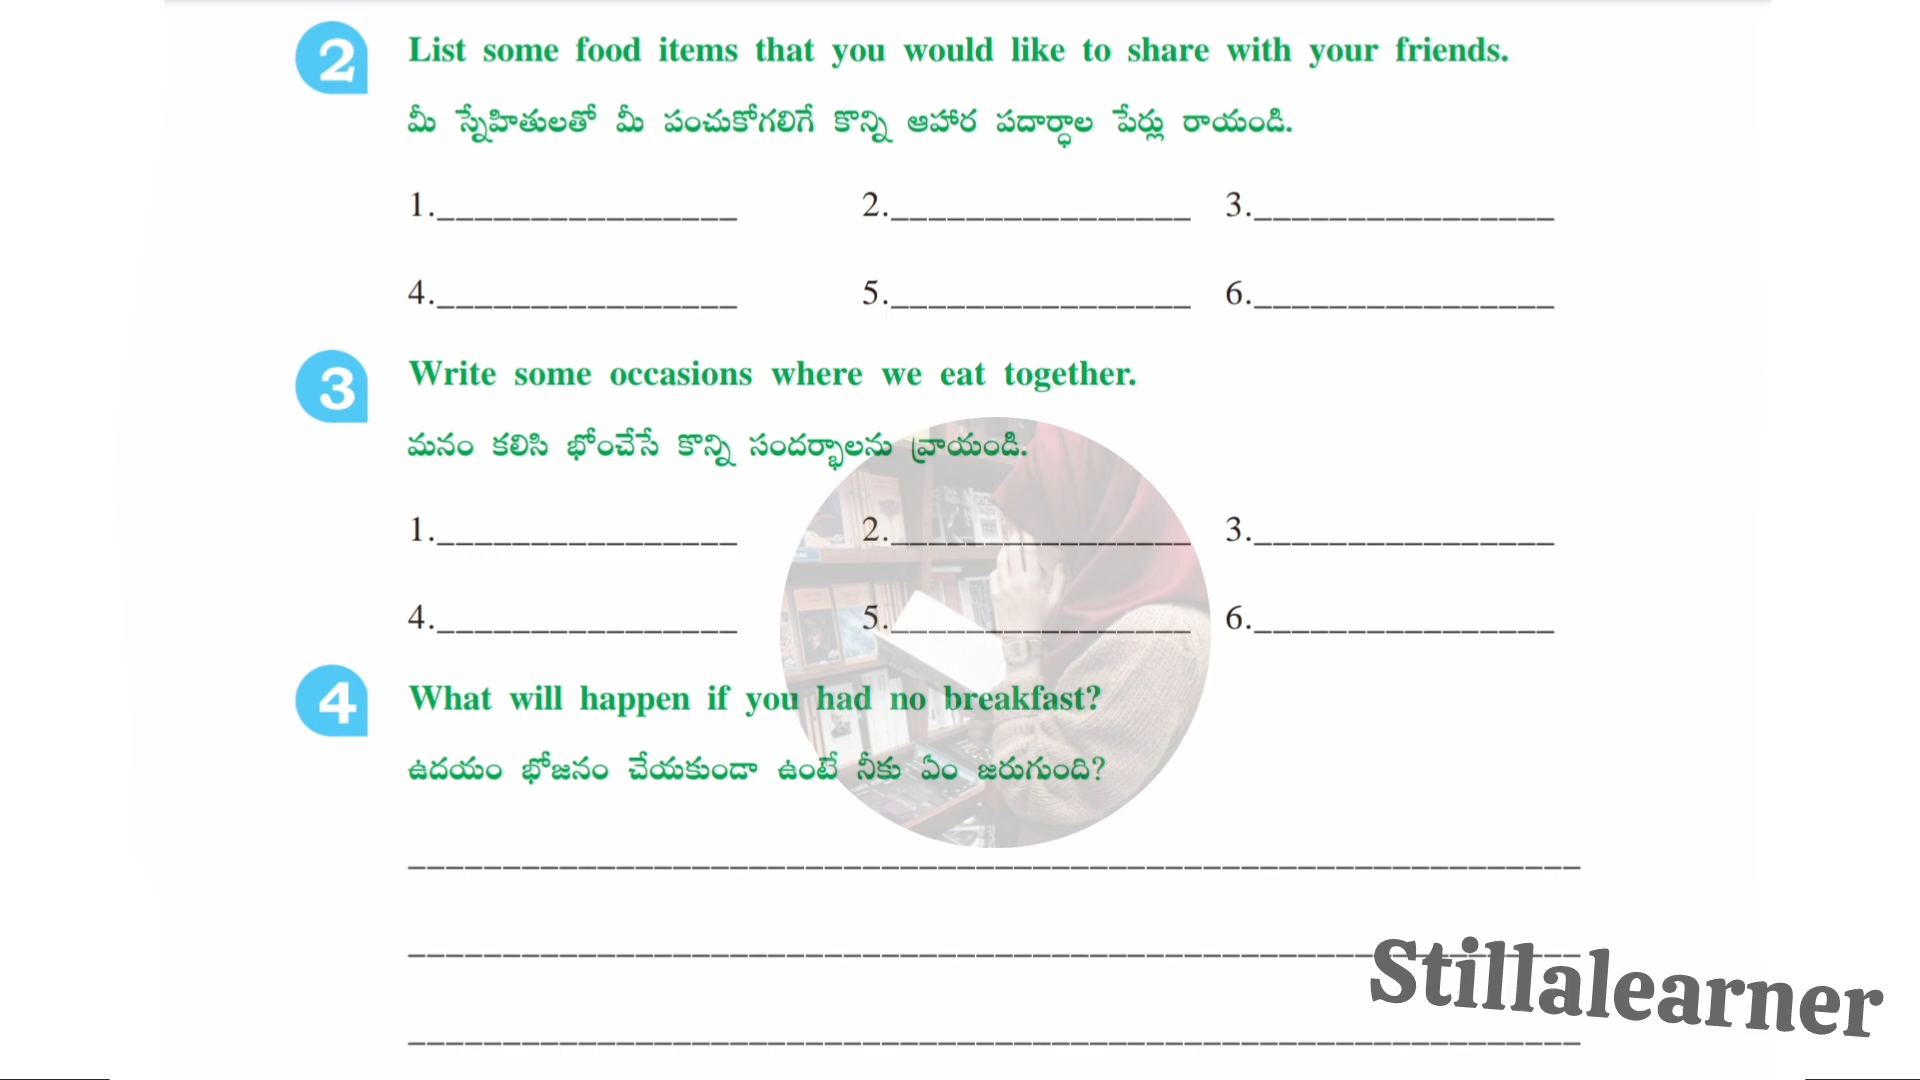 2 List some food items that you would like to share with your friends.
మీ స్నేహితులతో మీ పంచుకోగలిగే కొన్ని ఆహార పదార్ధాల పేర్లు రాయండి.
1.________________ 2.________________ 3.________________
4.________________ 5.________________ 6.________________
3 Write some occasions where we eat together.
మనం కలిసి భోంచేసే కొన్ని సందర్భాలను వ్రాయండి.
1.________________ 2.________________ 3.________________
4.________________ 5.________________ 6.________________
4 What will happen if you had no breakfast?
ఉదయం భోజనం చేయకుండా ఉంటే నీకు ఏం జరుగుంది?
Stillalearner